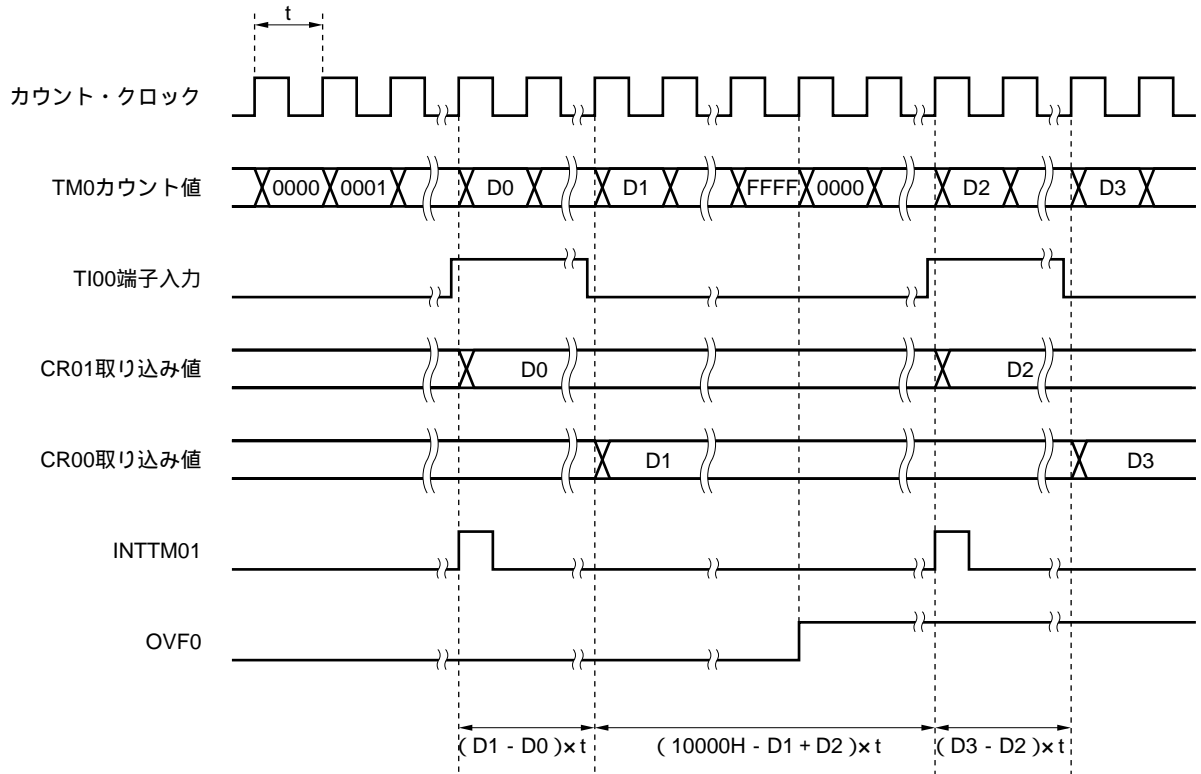 t
カウント・クロック
TM0カウント値
0000 0001 D0 D1 FFFF 0000 D2 D3
TI00端子入力
CR01取り込み値
D0 D2
CR00取り込み値
D1 D3
INTTM01
OVF0
(D1 - D0)×t (10000H - D1 + D2)×t (D3 - D2)×t